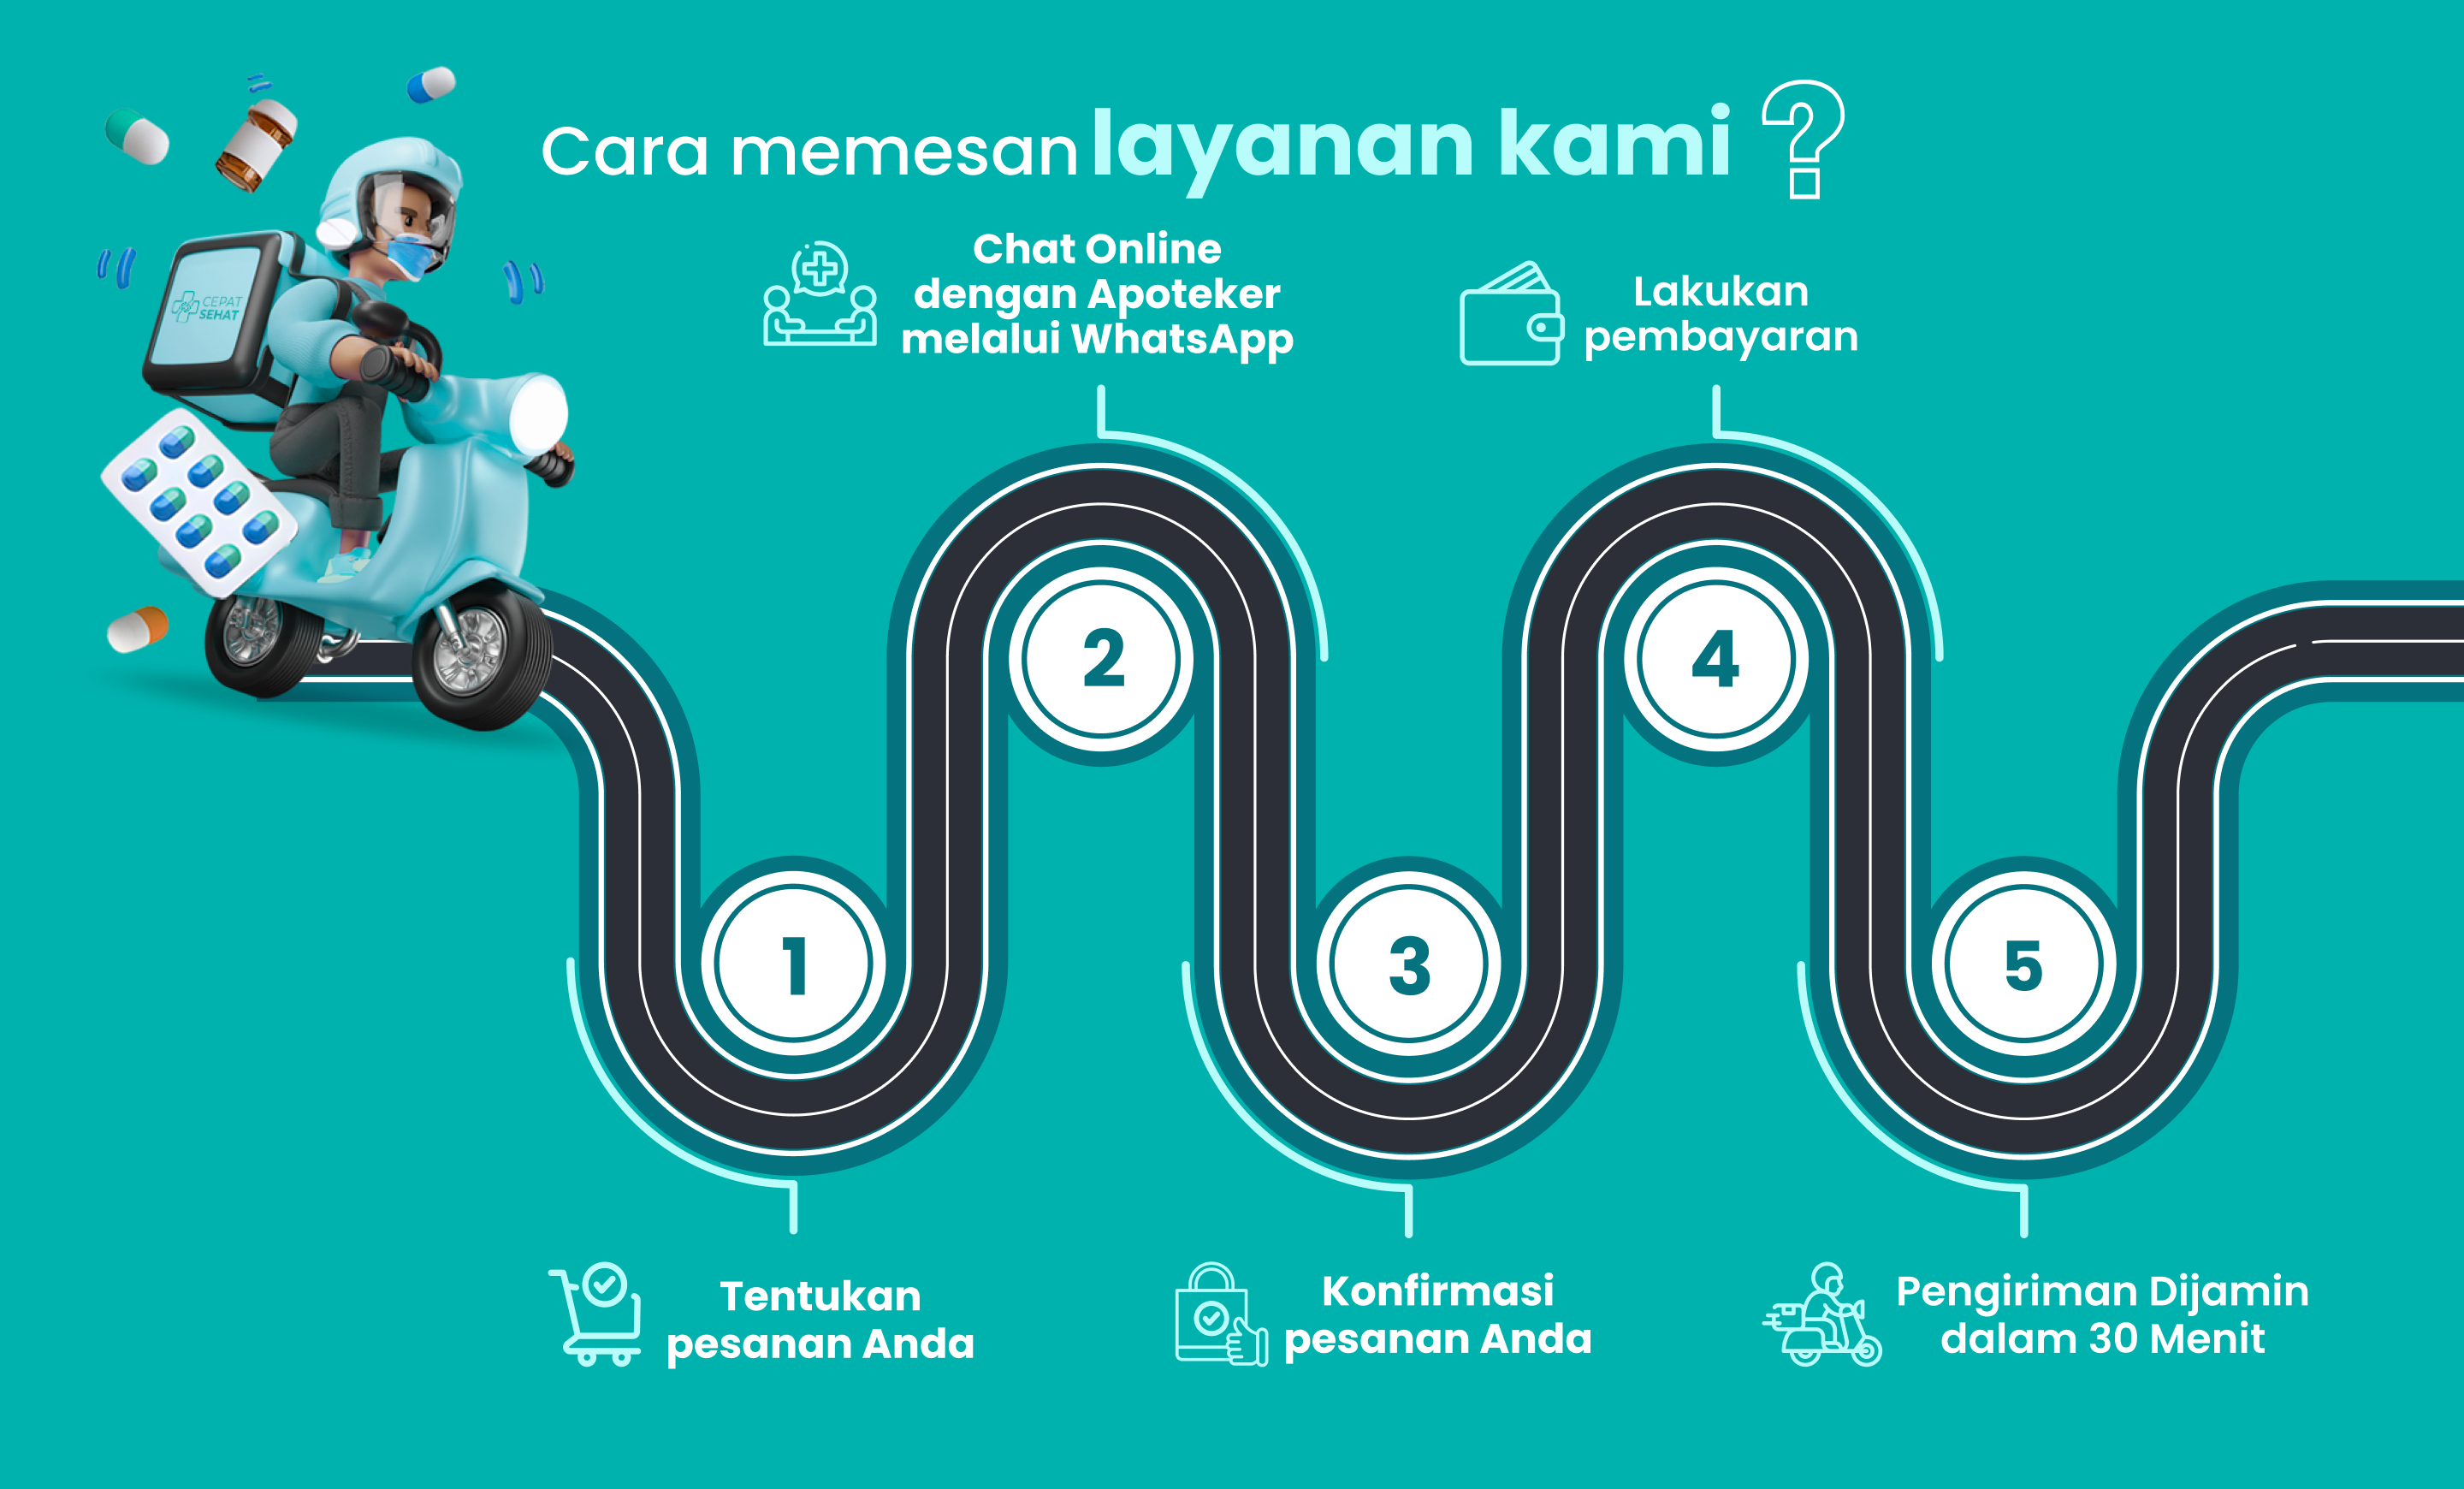 Cara memesan layanan kami ?
CEPAT
SEHAT
Chat Online
dengan Apoteker
melalui WhatsApp
Lakukan
pembayaran
2
4
1
3
5
Tentukan
pesanan Anda
Konfirmasi
pesanan Anda
Pengiriman Dijamin
dalam 30 Menit